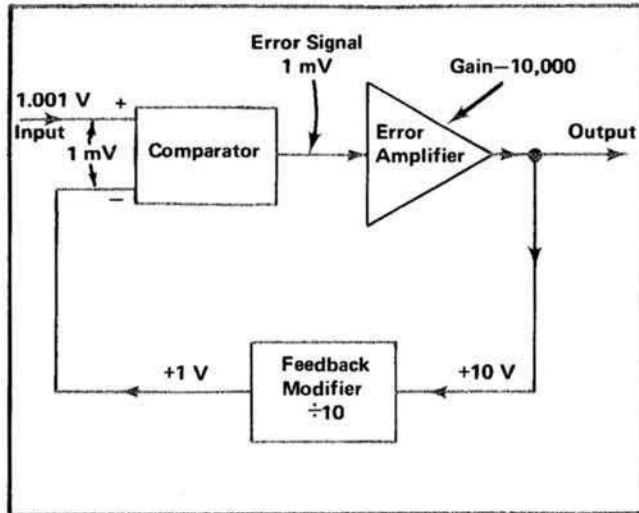 Error Signal
1 mV
Gain–10,000
1.001 V
+
Input
1 mV
–
Comparator
Error
Amplifier
Output
+1 V
Feedback
Modifier
÷10
+10 V